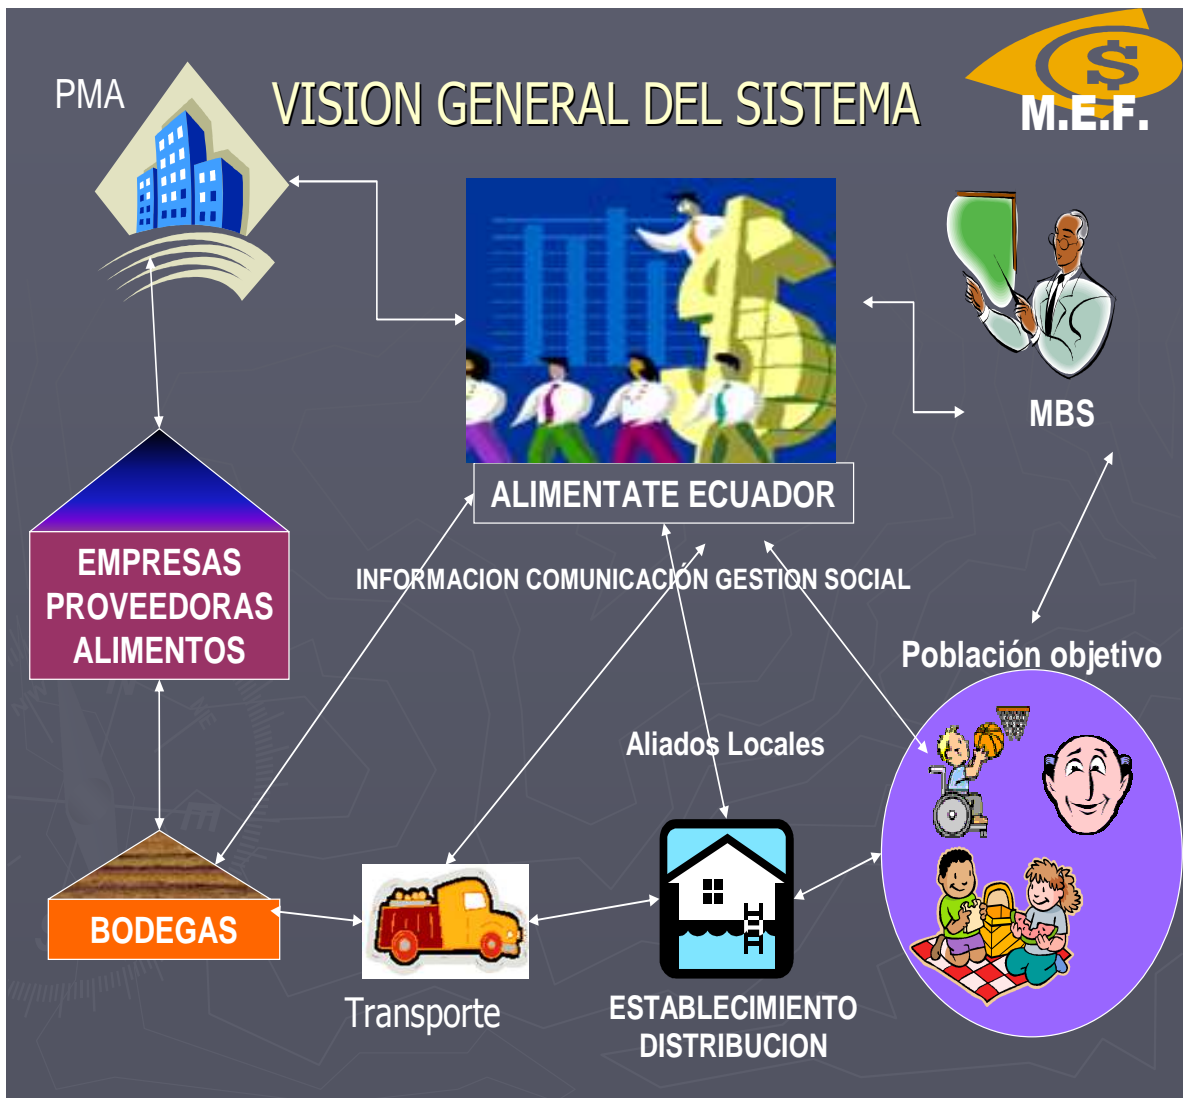 PMA
VISION GENERAL DEL SISTEMA
$
M.E.F.
MBS
ALIMENTATE ECUADOR
EMPRESAS
PROVEEDORAS
ALIMENTOS
INFORMACION COMUNICACIÓN GESTION SOCIAL
Población objetivo
Aliados Locales
BODEGAS
Transporte
ESTABLECIMIENTO
DISTRIBUCION